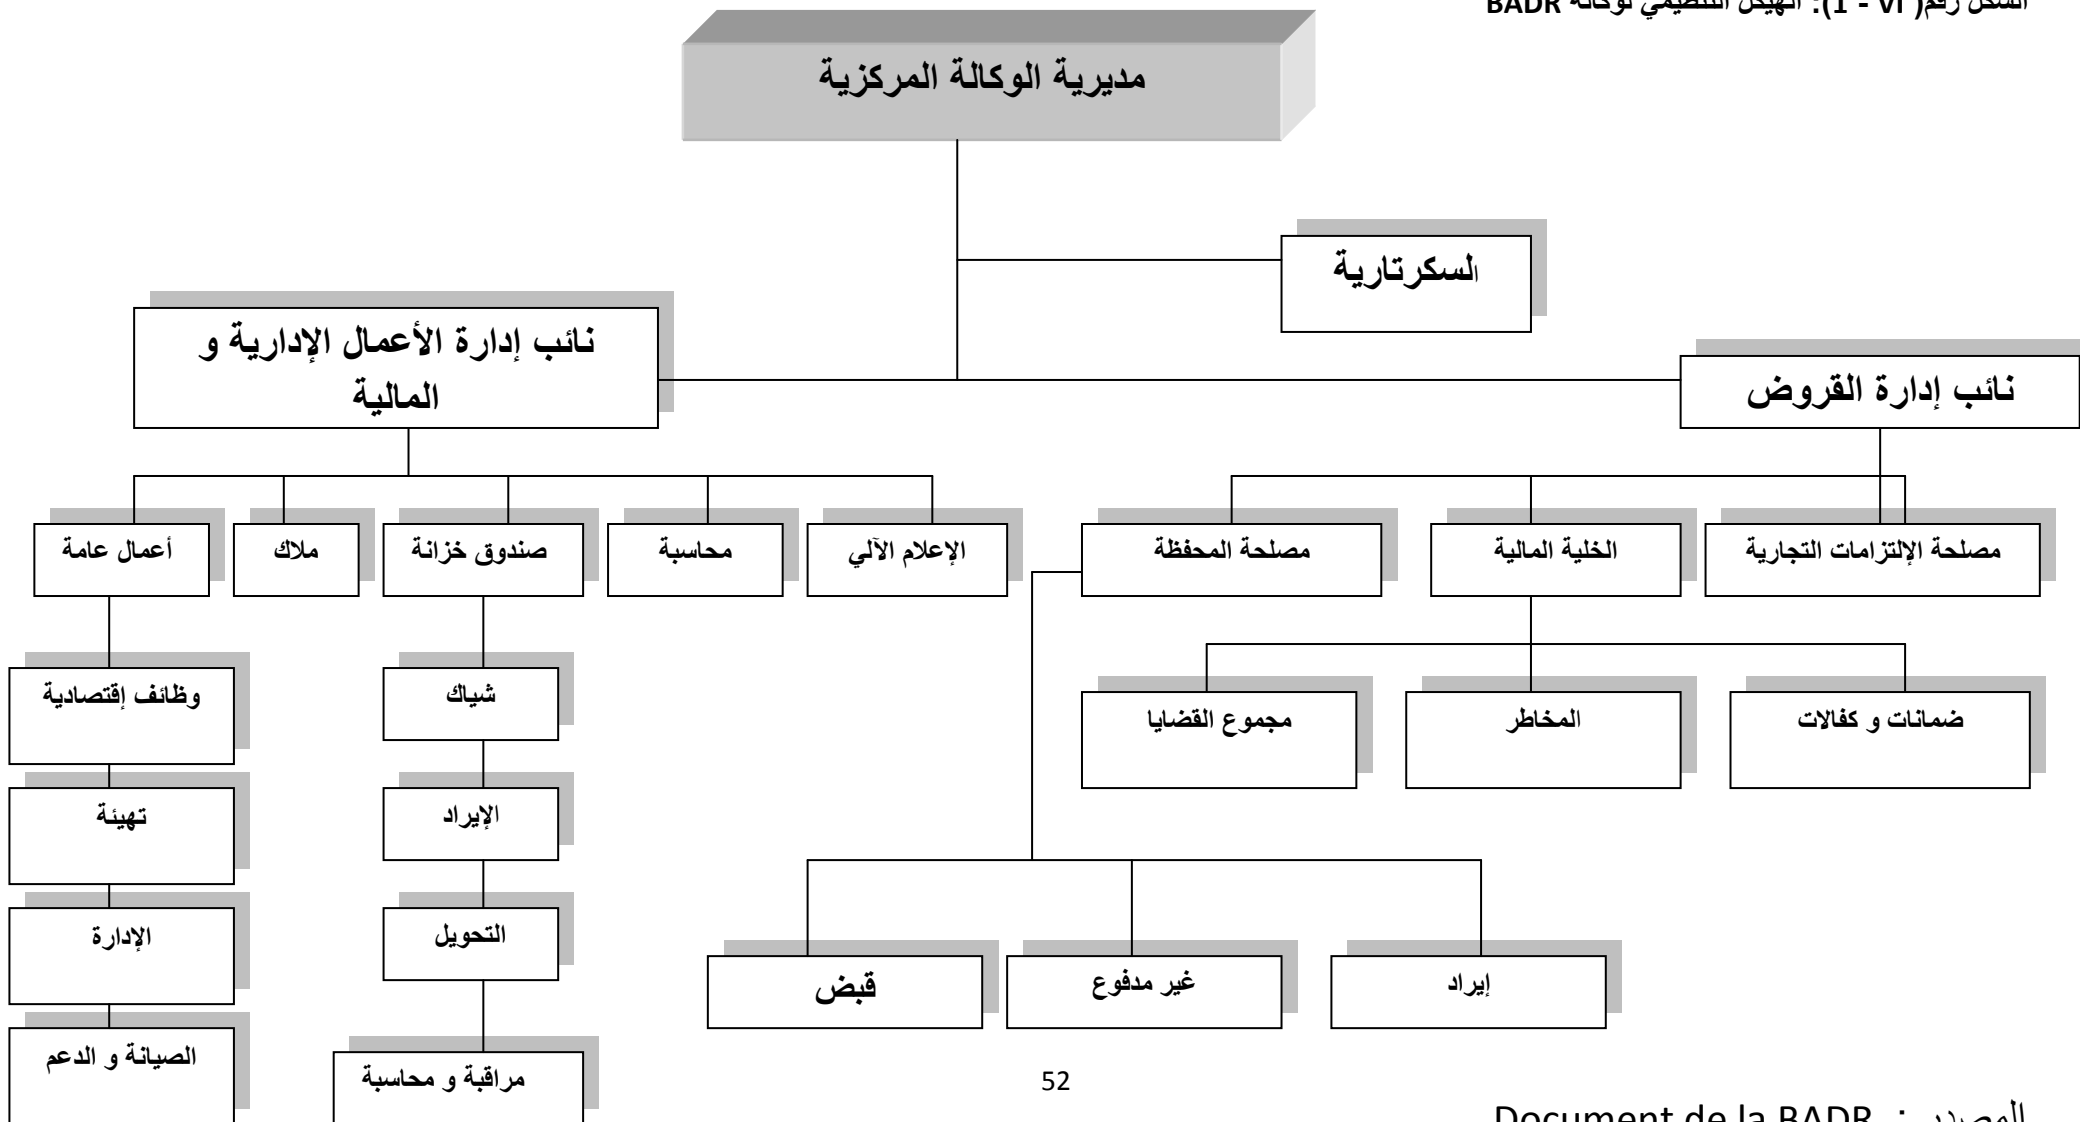 الشكل رقم( VI - 1): الهيكل التنظيمي لوكالة BADR
مديرية الوكالة المركزية
السكرتارية
نائب إدارة الأعمال الإدارية و
المالية
نائب إدارة القروض
مصلحة الإلتزامات التجارية
الخلية المالية
مصلحة المحفظة
الإعلام الآلي
محاسبة
صندوق خزانة
ملاك
أعمال عامة
ضمانات و كفالات
المخاطر
مجموع القضايا
شياك
وظائف إقتصادية
الإيراد
تهيئة
التحويل
الإدارة
إيراد
غير مدفوع
قبض
مراقبة و محاسبة
الصيانة و الدعم
52
المصدر : Document de la BADR